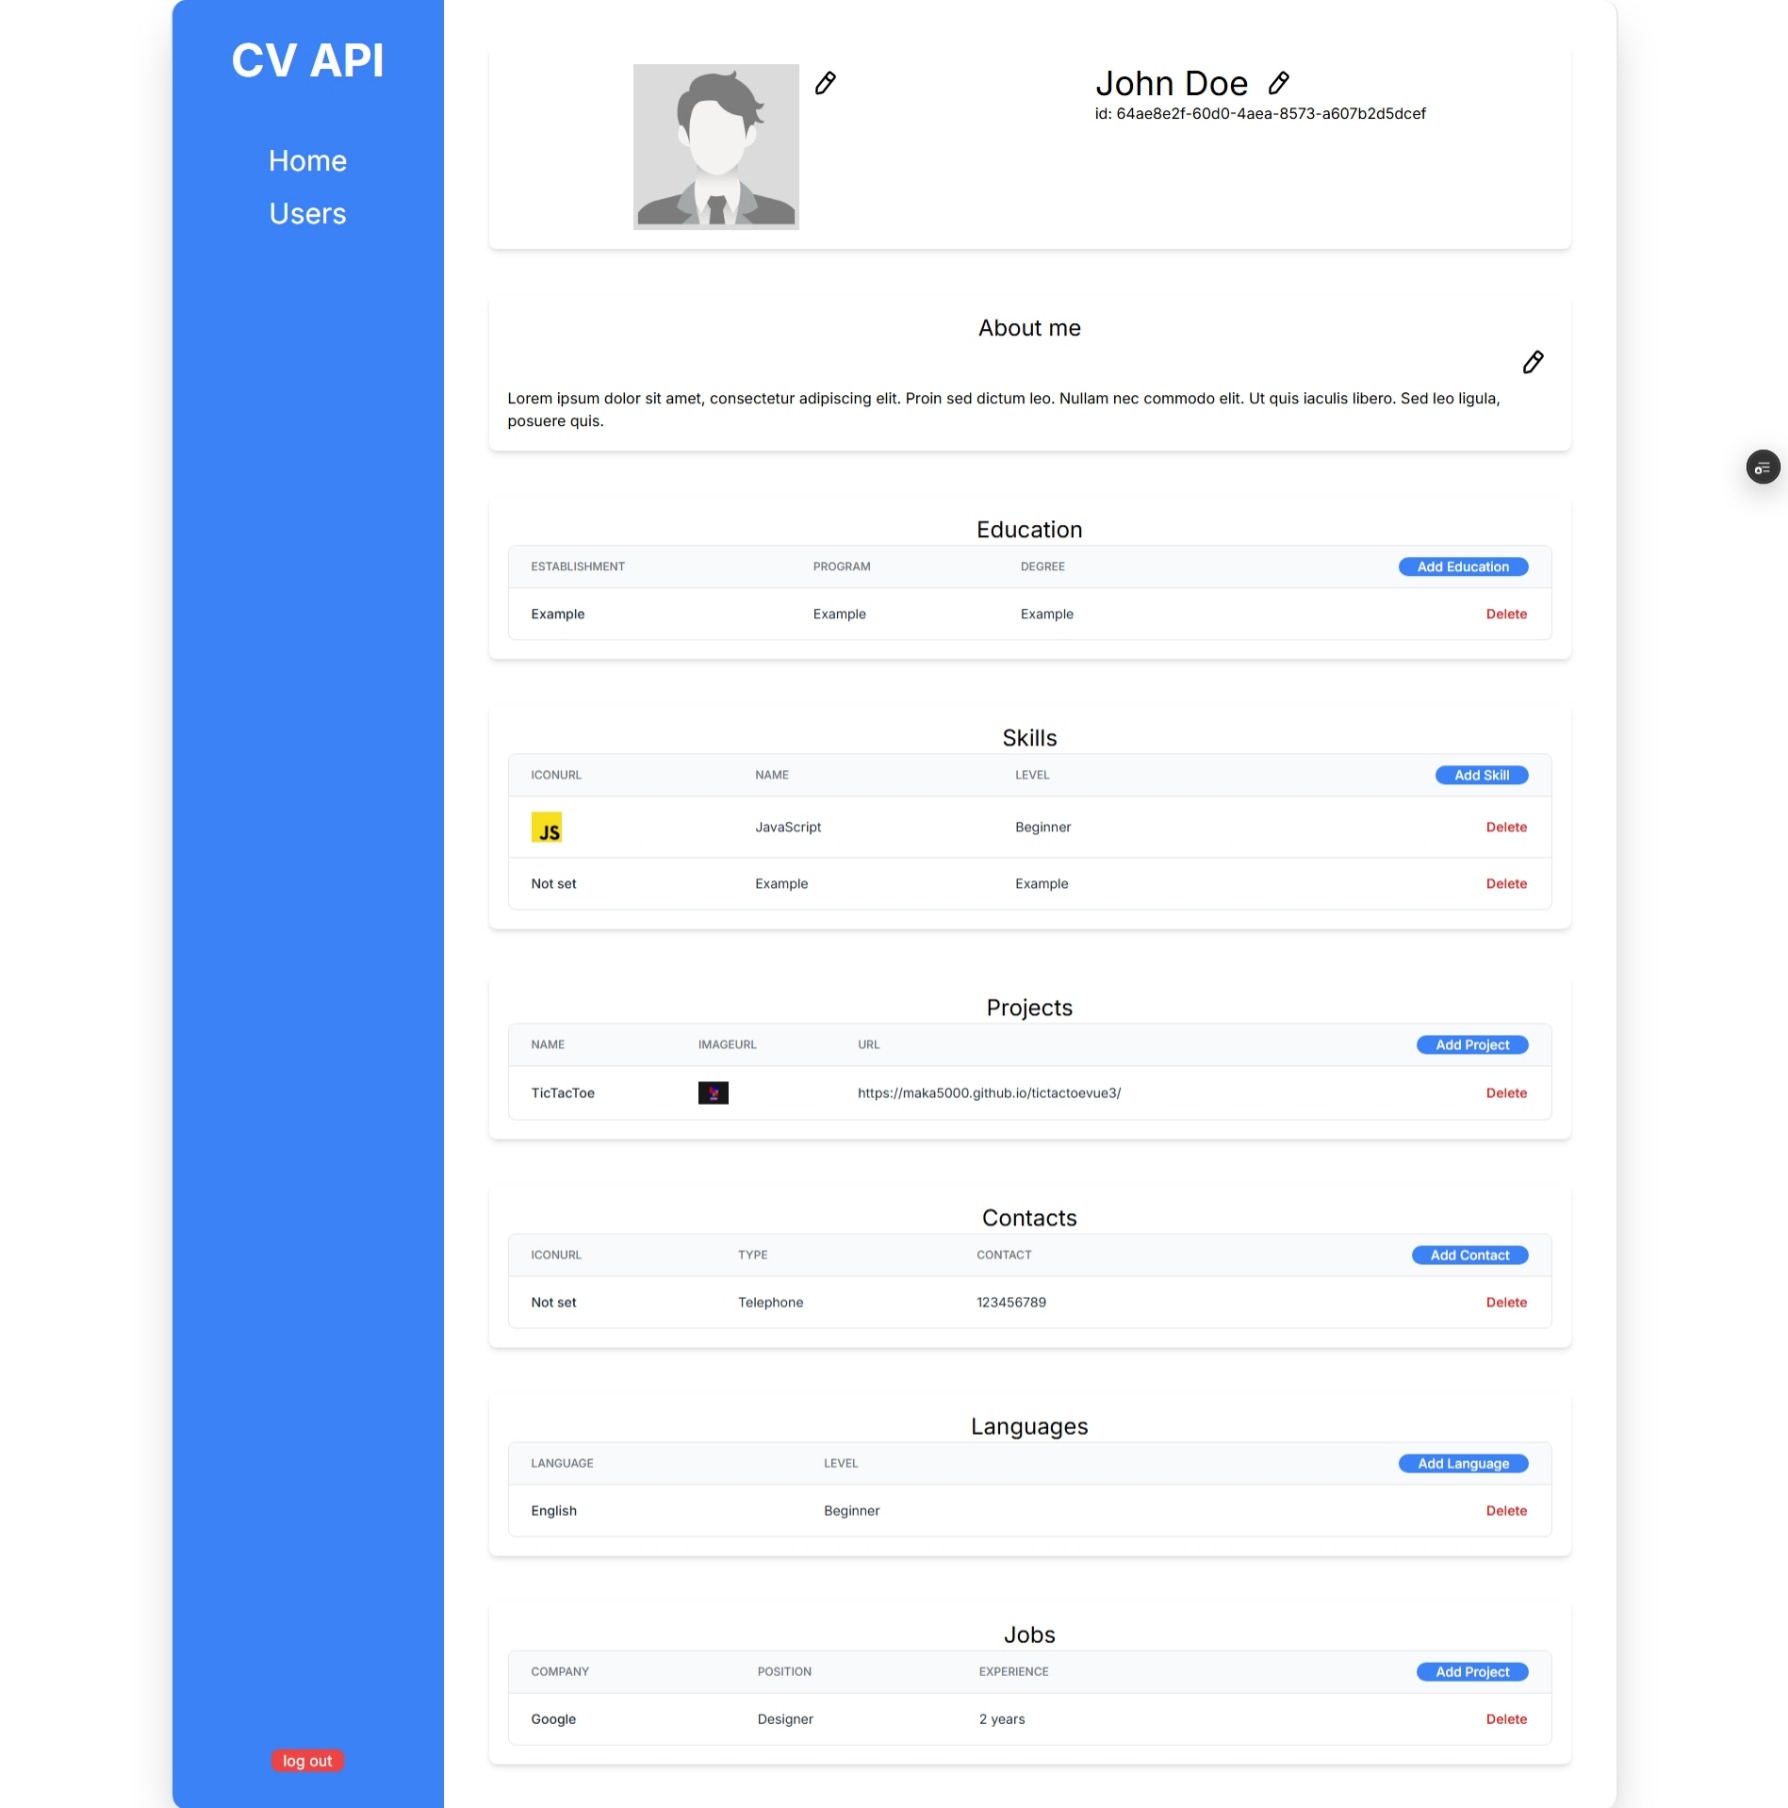 CV API
Home
Users
log out
John Doe
id: 64ae8e2f-60d0-4aea-8573-a607b2d5dcef
About me
Lorem ipsum dolor sit amet, consectetur adipiscing elit. Proin sed dictum leo. Nullam nec commodo elit. Ut quis iaculis libero. Sed leo ligula,
posuere quis.
Education
ESTABLISHMENT PROGRAM DEGREE Add Education
Example Example Example Delete
Skills
ICONURL NAME LEVEL Add Skill
JS JavaScript Beginner Delete
Not set Example Example Delete
Projects
NAME IMAGEURL URL Add Project
TicTacToe https://maka5000.github.io/tictactoevue3/ Delete
Contacts
ICONURL TYPE CONTACT Add Contact
Not set Telephone 123456789 Delete
Languages
LANGUAGE LEVEL Add Language
English Beginner Delete
Jobs
COMPANY POSITION EXPERIENCE Add Project
Google Designer 2 years Delete